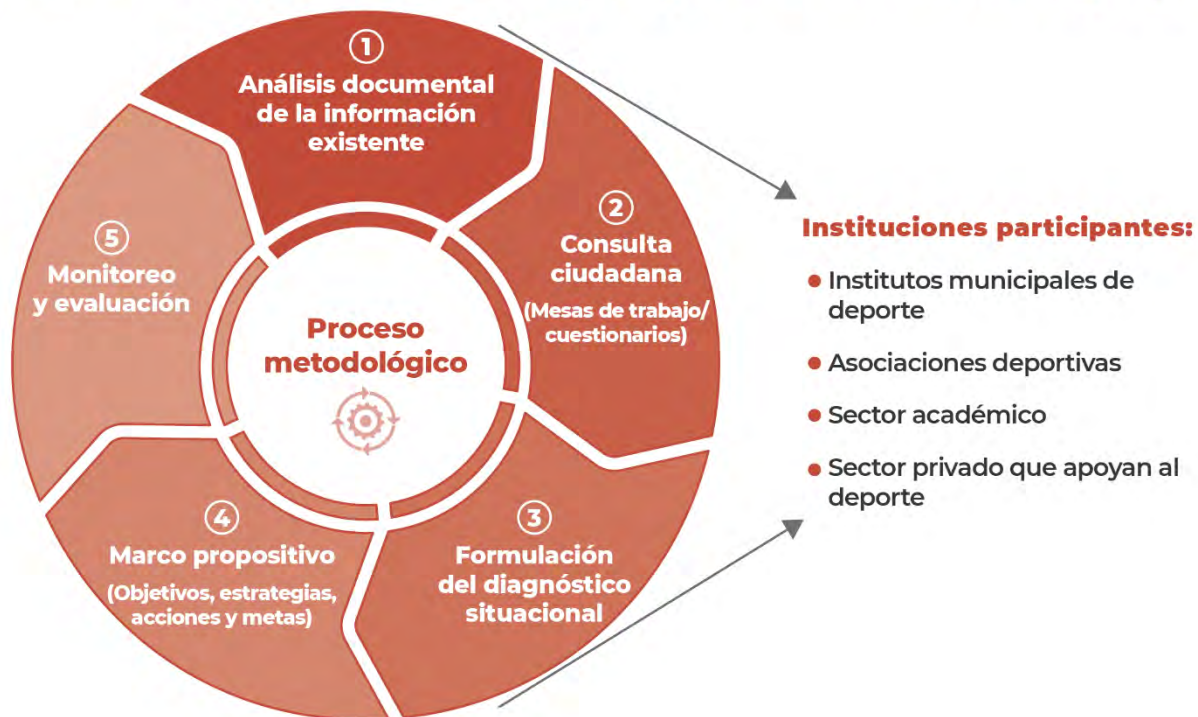 ①
Análisis documental
de la información
existente
②
Consulta
ciudadana
(Mesas de trabajo/
cuestionarios)
③
Formulación
del diagnóstico
situacional
④
Marco propositivo
(Objetivos, estrategias,
acciones y metas)
⑤
Monitoreo
y evaluación
Proceso
metodológico
Instituciones participantes:
• Institutos municipales de
deporte
• Asociaciones deportivas
• Sector académico
• Sector privado que apoyan al
deporte